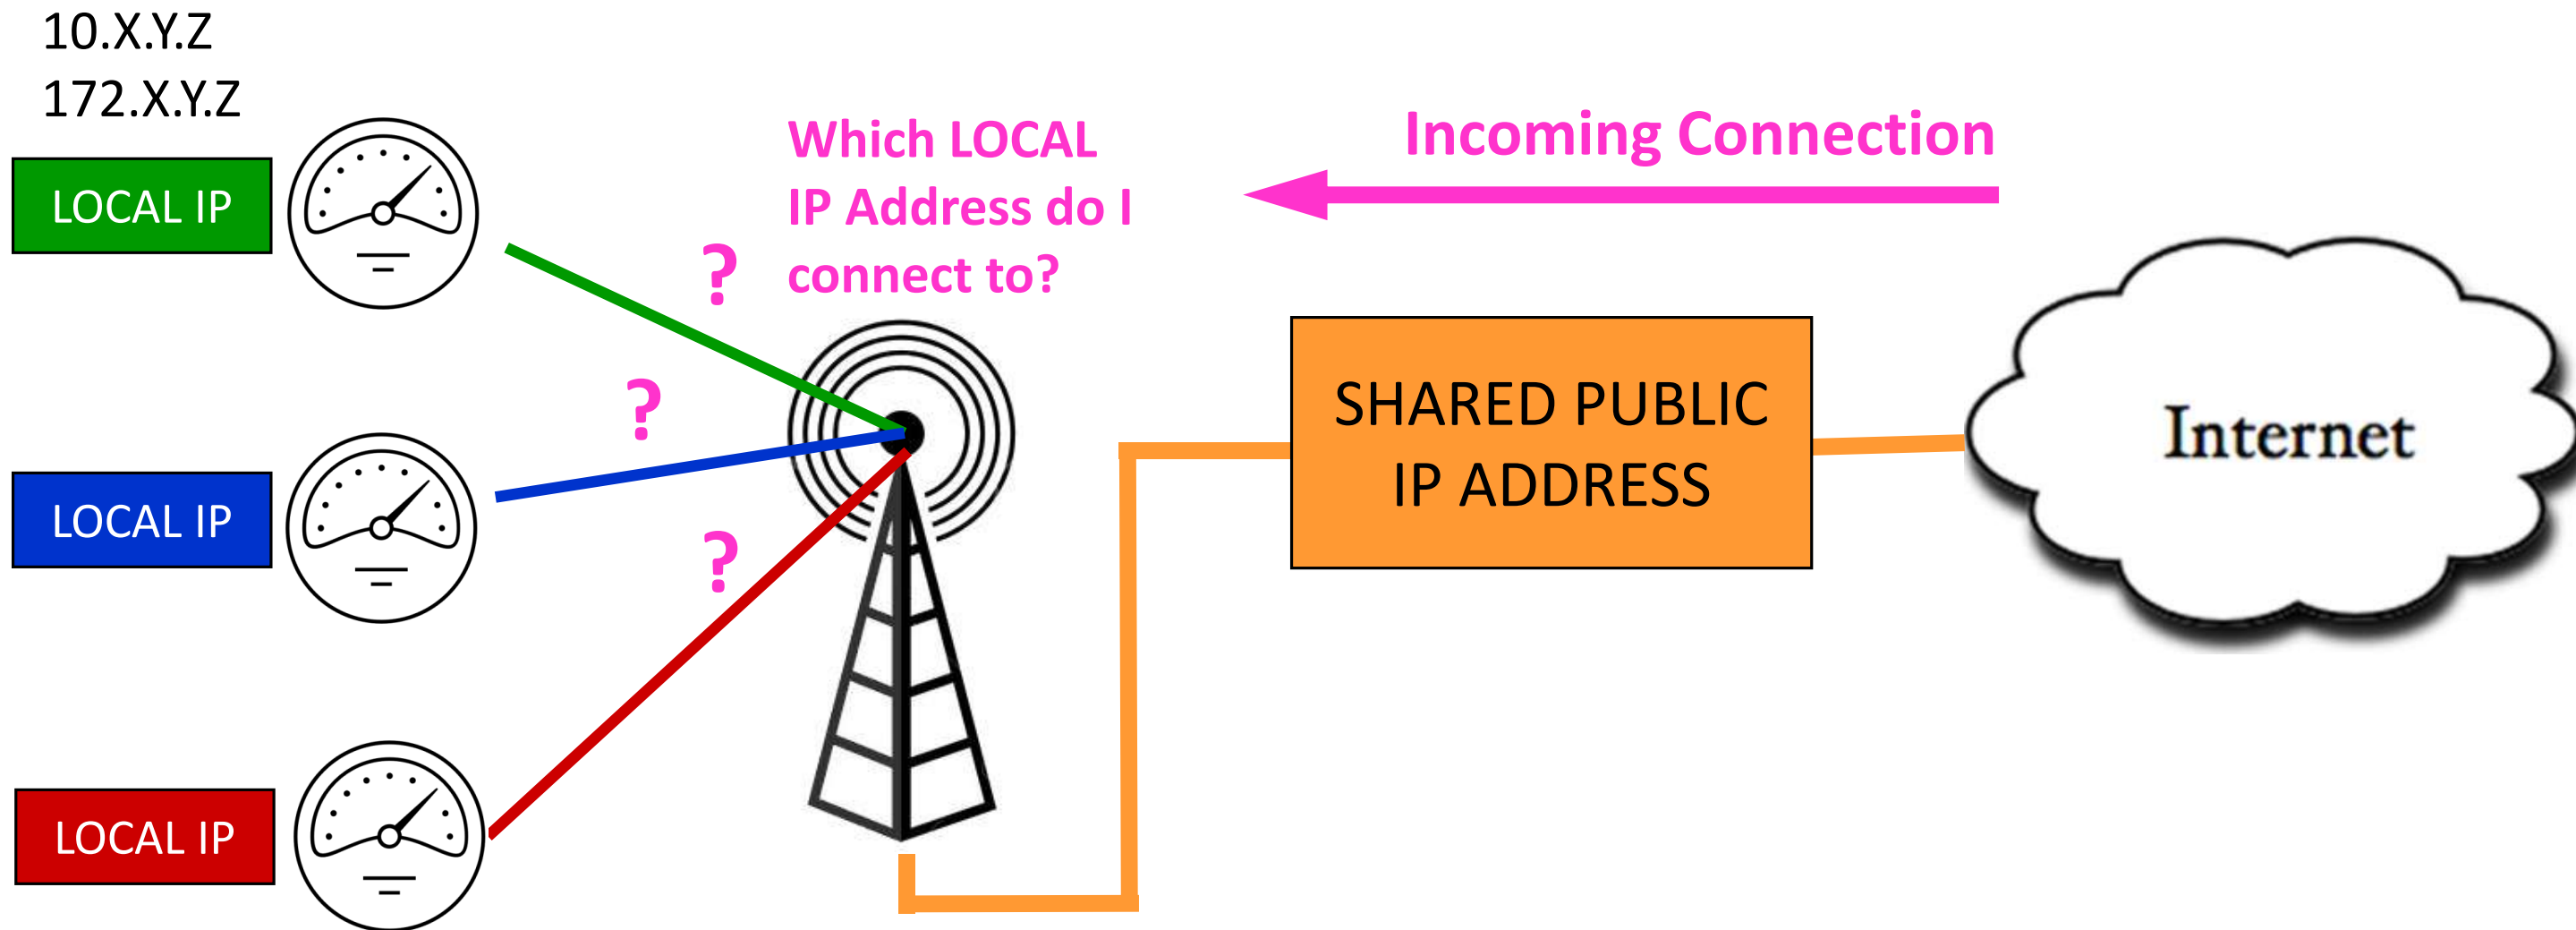 10.X.Y.Z
172.X.Y.Z
LOCAL IP
Which LOCAL
IP Address do I
connect to?
Incoming Connection
?
?
?
LOCAL IP
LOCAL IP
SHARED PUBLIC
IP ADDRESS
Internet